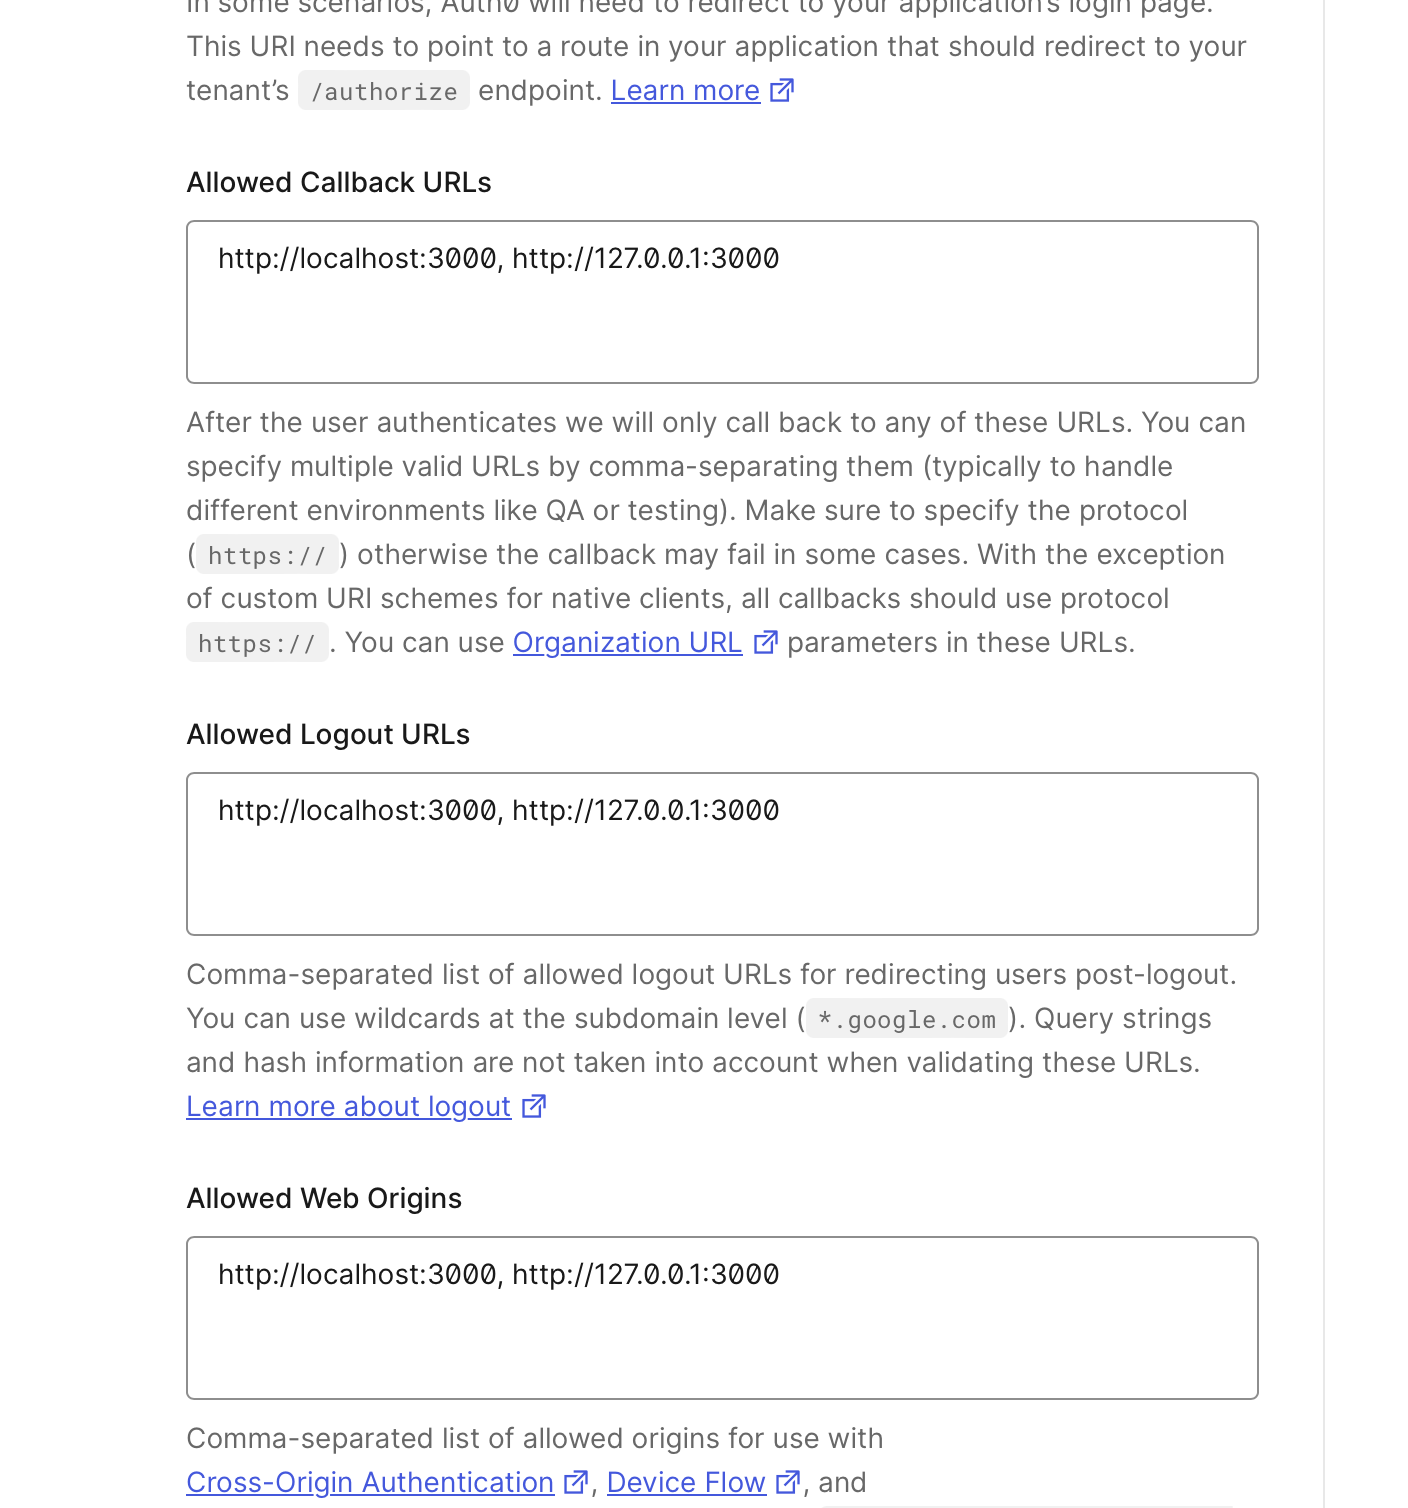 In some scenarios, Auth0 will need to redirect to your application's login page.
This URI needs to point to a route in your application that should redirect to your
tenant’s /authorize endpoint. Learn more
Allowed Callback URLs
http://localhost:3000, http://127.0.0.1:3000
After the user authenticates we will only call back to any of these URLs. You can
specify multiple valid URLs by comma-separating them (typically to handle
different environments like QA or testing). Make sure to specify the protocol
(https://) otherwise the callback may fail in some cases. With the exception
of custom URI schemes for native clients, all callbacks should use protocol
https://. You can use Organization URL parameters in these URLs.
Allowed Logout URLs
http://localhost:3000, http://127.0.0.1:3000
Comma-separated list of allowed logout URLs for redirecting users post-logout.
You can use wildcards at the subdomain level (*.google.com). Query strings
and hash information are not taken into account when validating these URLs.
Learn more about logout
Allowed Web Origins
http://localhost:3000, http://127.0.0.1:3000
Comma-separated list of allowed origins for use with
Cross-Origin Authentication, Device Flow, and